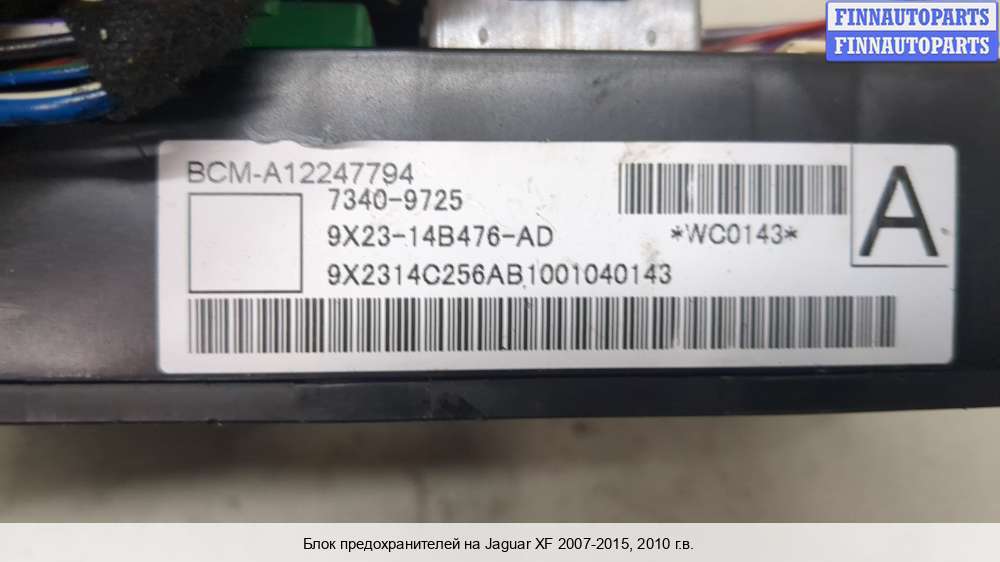 FINNAUTOPARTS
FINNAUTOPARTS
BCM-A12247794
7340-9725
9X23-14B476-AD
*WC0143*
A
9X2314C256AB1001040143
Блок предохранителей на Jaguar XF 2007-2015, 2010 г.в.